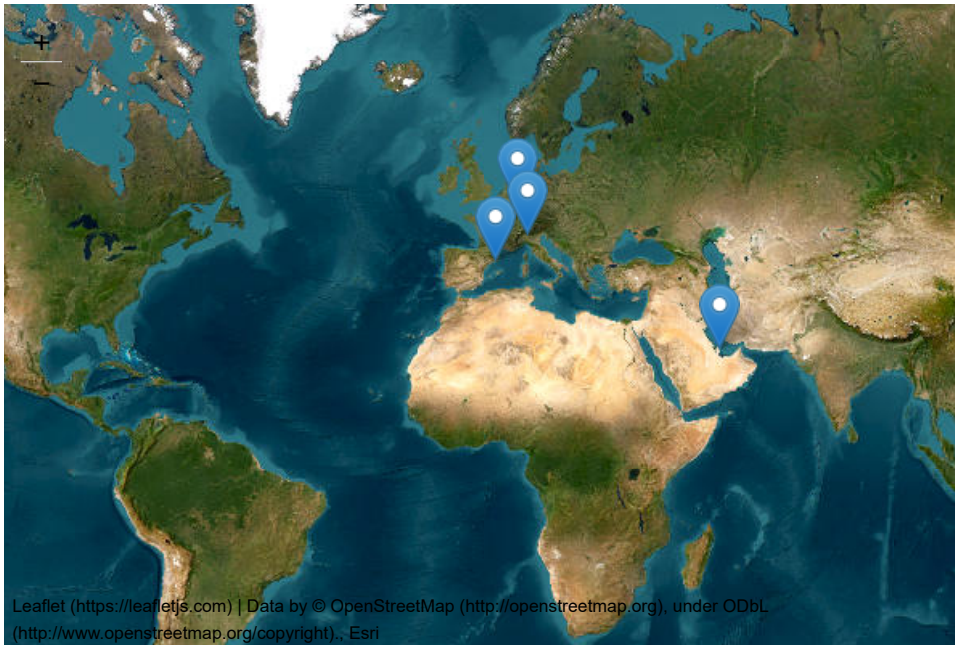 +
−
Leaflet (https://leafletjs.com) | Data by © OpenStreetMap (http://openstreetmap.org), under ODbL
(http://www.openstreetmap.org/copyright)., Esri